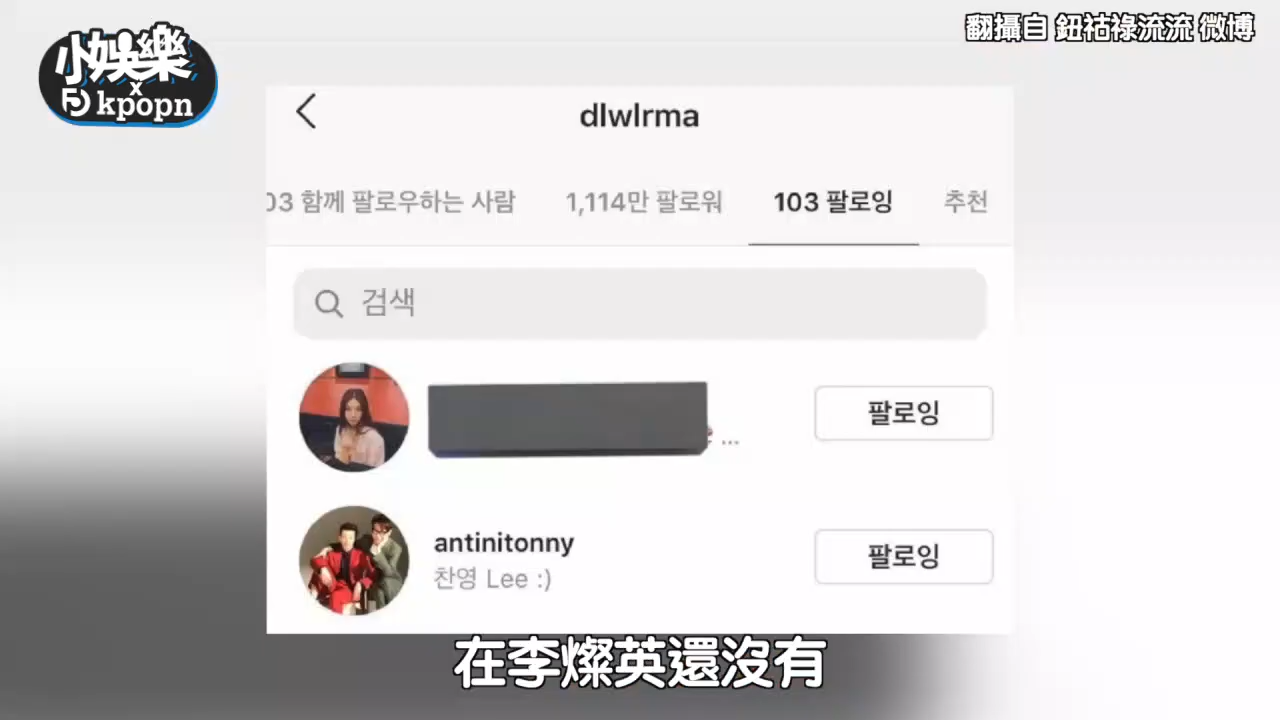 翻攝自 鈕祜祿流流 微博
小娛樂
x
kpopn
dlwlrma
03 함께 팔로우하는 사람
1,114만 팔로워
103 팔로잉
추천
검색
...
팔로잉
antinitonny
찬영 Lee :)
팔로잉
在李燦英還沒有